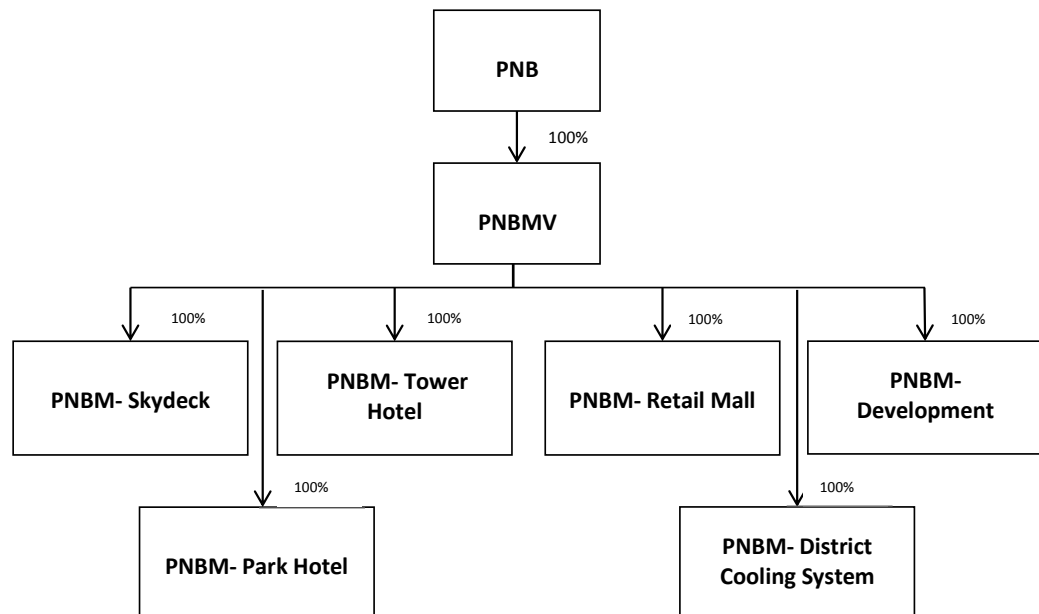 PNB
100%
PNBMV
100%
100%
100%
100%
PNBM- Skydeck
PNBM- Tower
Hotel
PNBM- Retail Mall
PNBM-
Development
100%
100%
PNBM- Park Hotel
PNBM- District
Cooling System